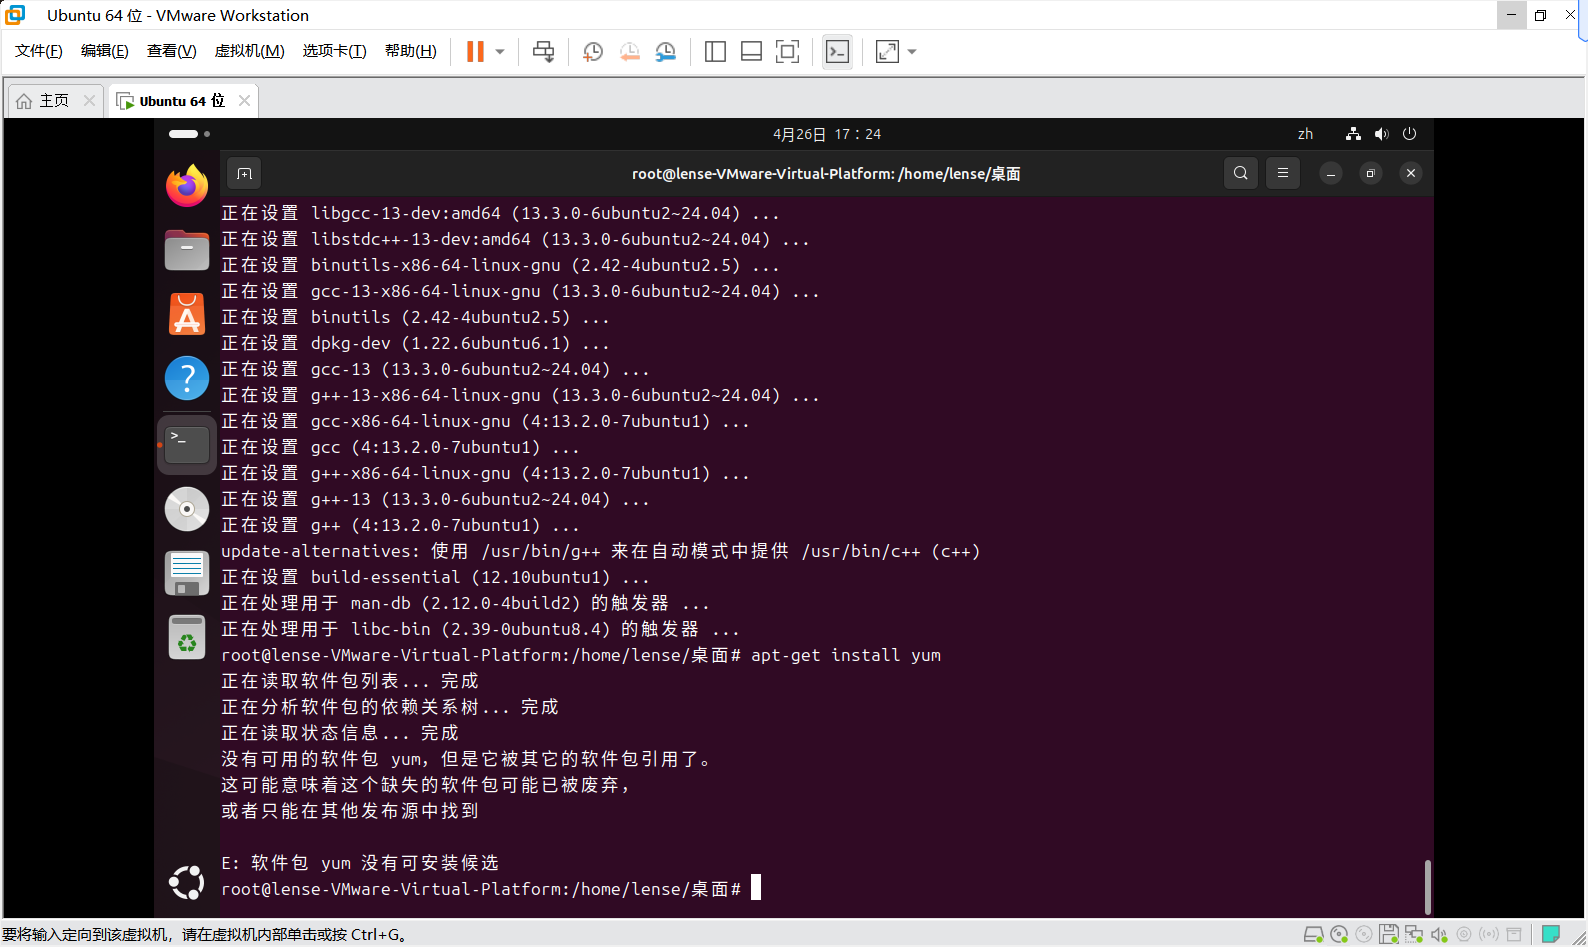 Ubuntu 64 位 - VMware Workstation
文件(F) 编辑(E) 查看(V) 虚拟机(M) 选项卡(T) 帮助(H)
主页 Ubuntu 64 位
4月26日 17：24 zh
root@lense-VMware-Virtual-Platform: /home/lense/桌面
正在设置 libgcc-13-dev:amd64 (13.3.0-6ubuntu2~24.04) ...
正在设置 libstdc++-13-dev:amd64 (13.3.0-6ubuntu2~24.04) ...
正在设置 binutils-x86-64-linux-gnu (2.42-4ubuntu2.5) ...
正在设置 gcc-13-x86-64-linux-gnu (13.3.0-6ubuntu2~24.04) ...
正在设置 binutils (2.42-4ubuntu2.5) ...
正在设置 dpkg-dev (1.22.6ubuntu6.1) ...
正在设置 gcc-13 (13.3.0-6ubuntu2~24.04) ...
正在设置 g++-13-x86-64-linux-gnu (13.3.0-6ubuntu2~24.04) ...
正在设置 gcc-x86-64-linux-gnu (4:13.2.0-7ubuntu1) ...
正在设置 gcc (4:13.2.0-7ubuntu1) ...
正在设置 g++-x86-64-linux-gnu (4:13.2.0-7ubuntu1) ...
正在设置 g++-13 (13.3.0-6ubuntu2~24.04) ...
正在设置 g++ (4:13.2.0-7ubuntu1) ...
update-alternatives: 使用 /usr/bin/g++ 来在自动模式中提供 /usr/bin/c++ (c++)
正在设置 build-essential (12.10ubuntu1) ...
正在处理用于 man-db (2.12.0-4build2) 的触发器 ...
正在处理用于 libc-bin (2.39-0ubuntu8.4) 的触发器 ...
root@lense-VMware-Virtual-Platform:/home/lense/桌面# apt-get install yum
正在读取软件包列表... 完成
正在分析软件包的依赖关系树... 完成
正在读取状态信息... 完成
没有可用的软件包 yum，但是它被其它的软件包引用了。
这可能意味着这个缺失的软件包可能已被废弃，
或者只能在其他发布源中找到
E: 软件包 yum 没有可安装候选
root@lense-VMware-Virtual-Platform:/home/lense/桌面#
要将输入定向到该虚拟机，请在虚拟机内部单击或按 Ctrl+G。